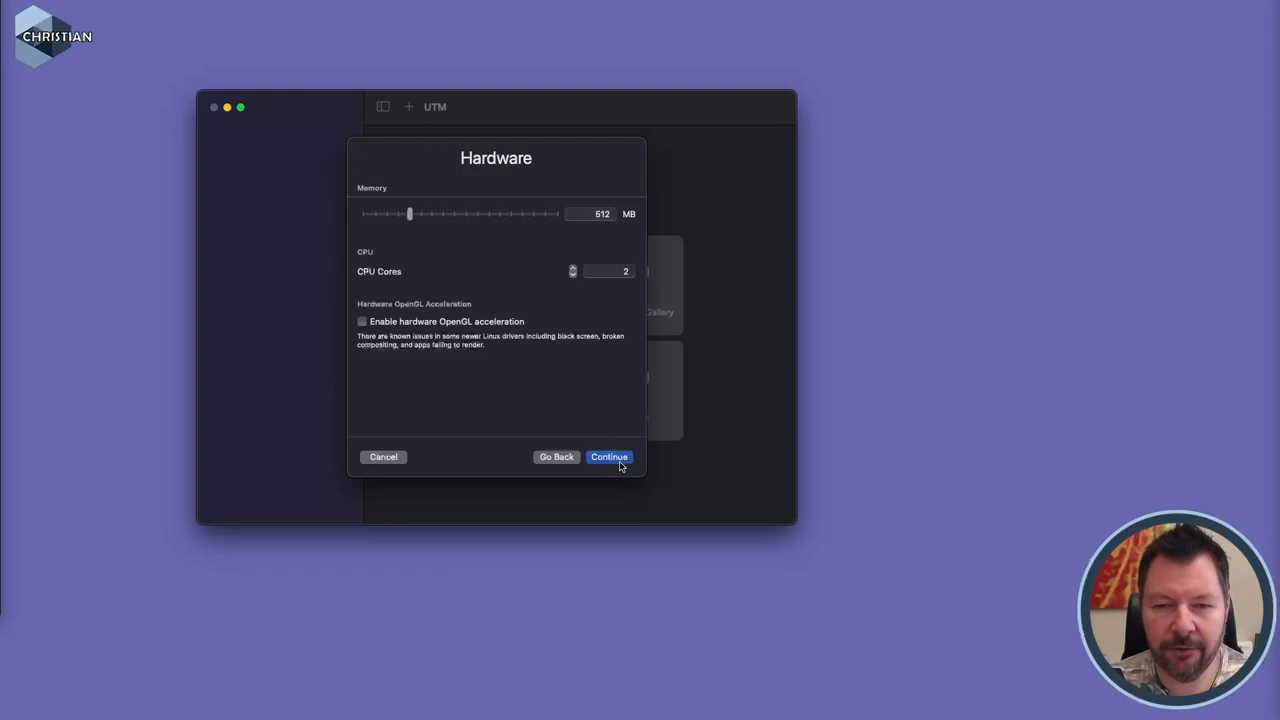 CHRISTIAN
UTM
Hardware
Memory
512 MB
CPU
CPU Cores
2
Hardware OpenGL Acceleration
Enable hardware OpenGL acceleration
There are known issues in some newer Linux drivers including black screen, broken
compositing, and apps failing to render.
Gallery
Cancel
Go Back
Continue